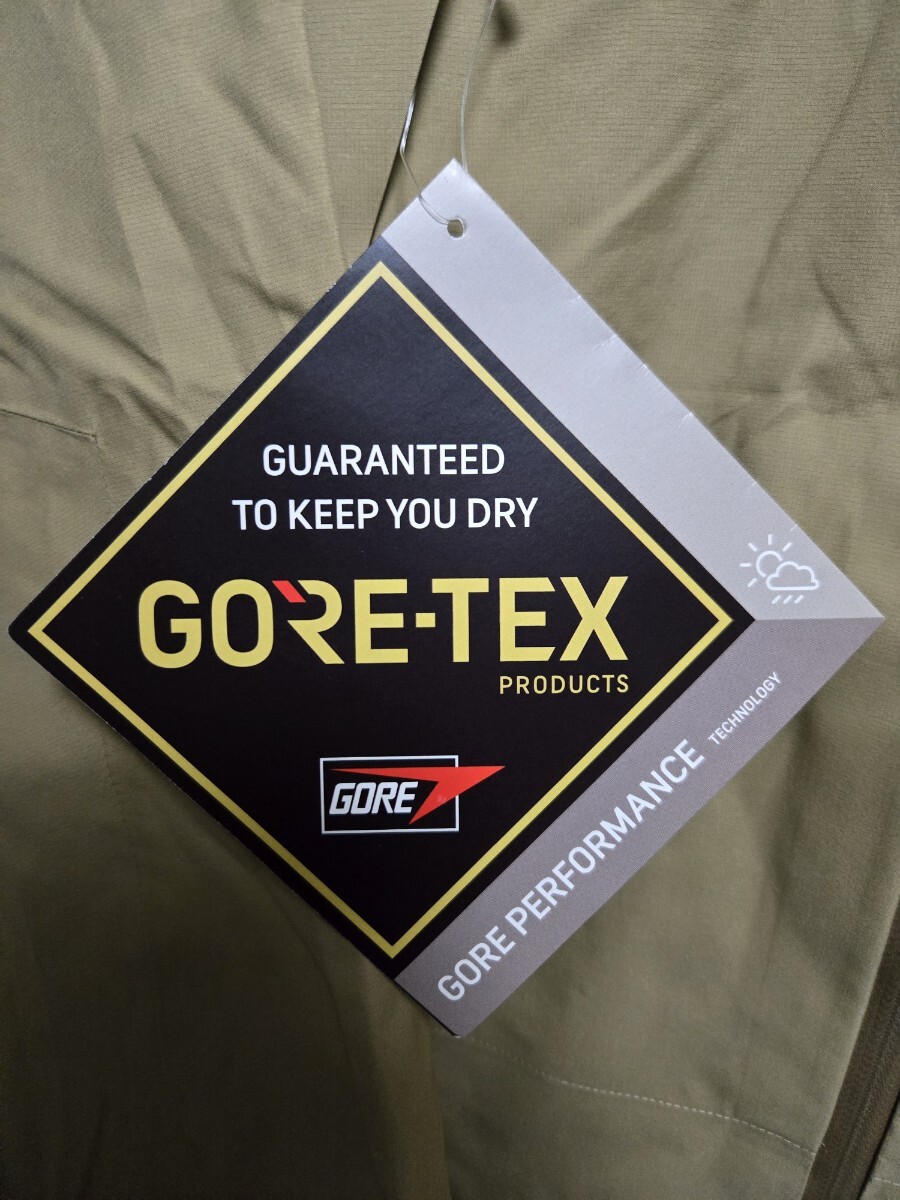 GUARANTEED
TO KEEP YOU DRY
GORE-TEX
PRODUCTS
GORE
GORE PERFORMANCE TECHNOLOGY